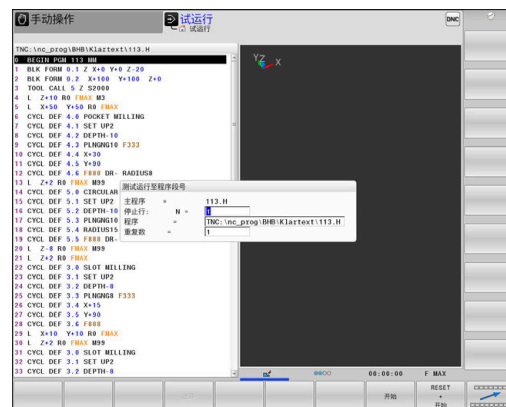 手动操作
试运行
试运行
DNC
TNC:\nc_prog\BHB\Klartext\113.H
0 BEGIN PGM 113 MM
1 BLK FORM 0.1 Z X+0 Y+0 Z-20
2 BLK FORM 0.2 X+100 Y+100 Z+0
3 TOOL CALL 5 Z S2000
4 L Z+10 R0 FMAX M3
5 L X+50 Y+50 R0 FMAX
6 CYCL DEF 4.0 POCKET MILLING
7 CYCL DEF 4.1 SET UP2
8 CYCL DEF 4.2 DEPTH-10
9 CYCL DEF 4.3 PLNGNG10 F333
10 CYCL DEF 4.4 X+30
11 CYCL DEF 4.5 Y+90
12 CYCL DEF 4.6 F888 DR- RADIUS8
13 L Z+2 R0 FMAX M99
14 CYCL DEF 5.0 CIRCULAR
15 CYCL DEF 5.1 SET UP2
16 CYCL DEF 5.2 DEPTH-10
17 CYCL DEF 5.3 PLNGNG10
18 CYCL DEF 5.4 RADIUS15
19 CYCL DEF 5.5 F888 DR-
20 L Z-8 R0 FMAX M99
21 L Z+2 R0 FMAX
22 CYCL DEF 3.0 SLOT MILLING
23 CYCL DEF 3.1 SET UP2
24 CYCL DEF 3.2 DEPTH-8
25 CYCL DEF 3.3 PLNGNG8 F333
26 CYCL DEF 3.4 X+15
27 CYCL DEF 3.5 Y+90
28 CYCL DEF 3.6 F888
29 L X+10 Y+10 R0 FMAX
30 L Z+2 R0 FMAX M99
31 CYCL DEF 3.0 SLOT MILLING
32 CYCL DEF 3.1 SET UP2
33 CYCL DEF 3.2 DEPTH-8
YZ X
测试运行至程序段号
主程序 = 113.H
停止行: N = 1
程序 = TNC:\nc_prog\BHB\Klartext\113.H
重复数 = 1
00:00:00 F MAX
开始
RESET
+
开始